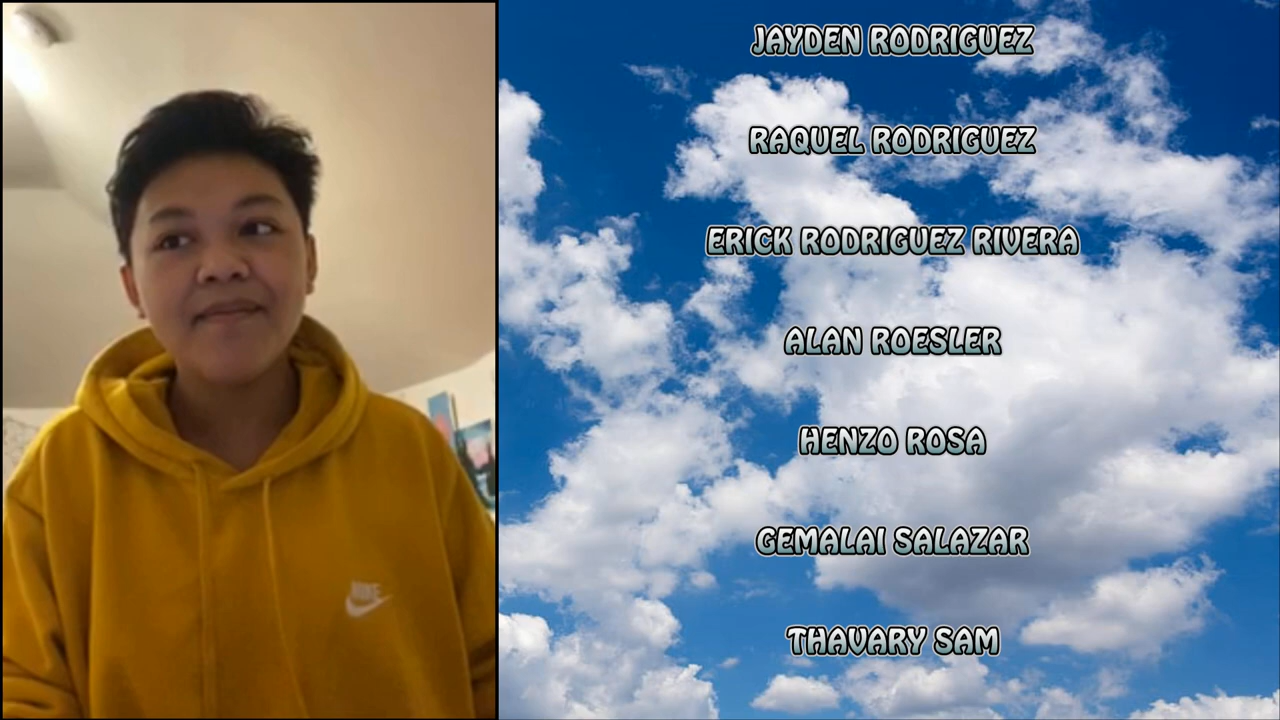 JAYDEN RODRIGUEZ
RAQUEL RODRIGUEZ
ERICK RODRIGUEZ RIVERA
ALAN ROESLER
HENZO ROSA
GEMALAI SALAZAR
THAVARY SAM
NIKE